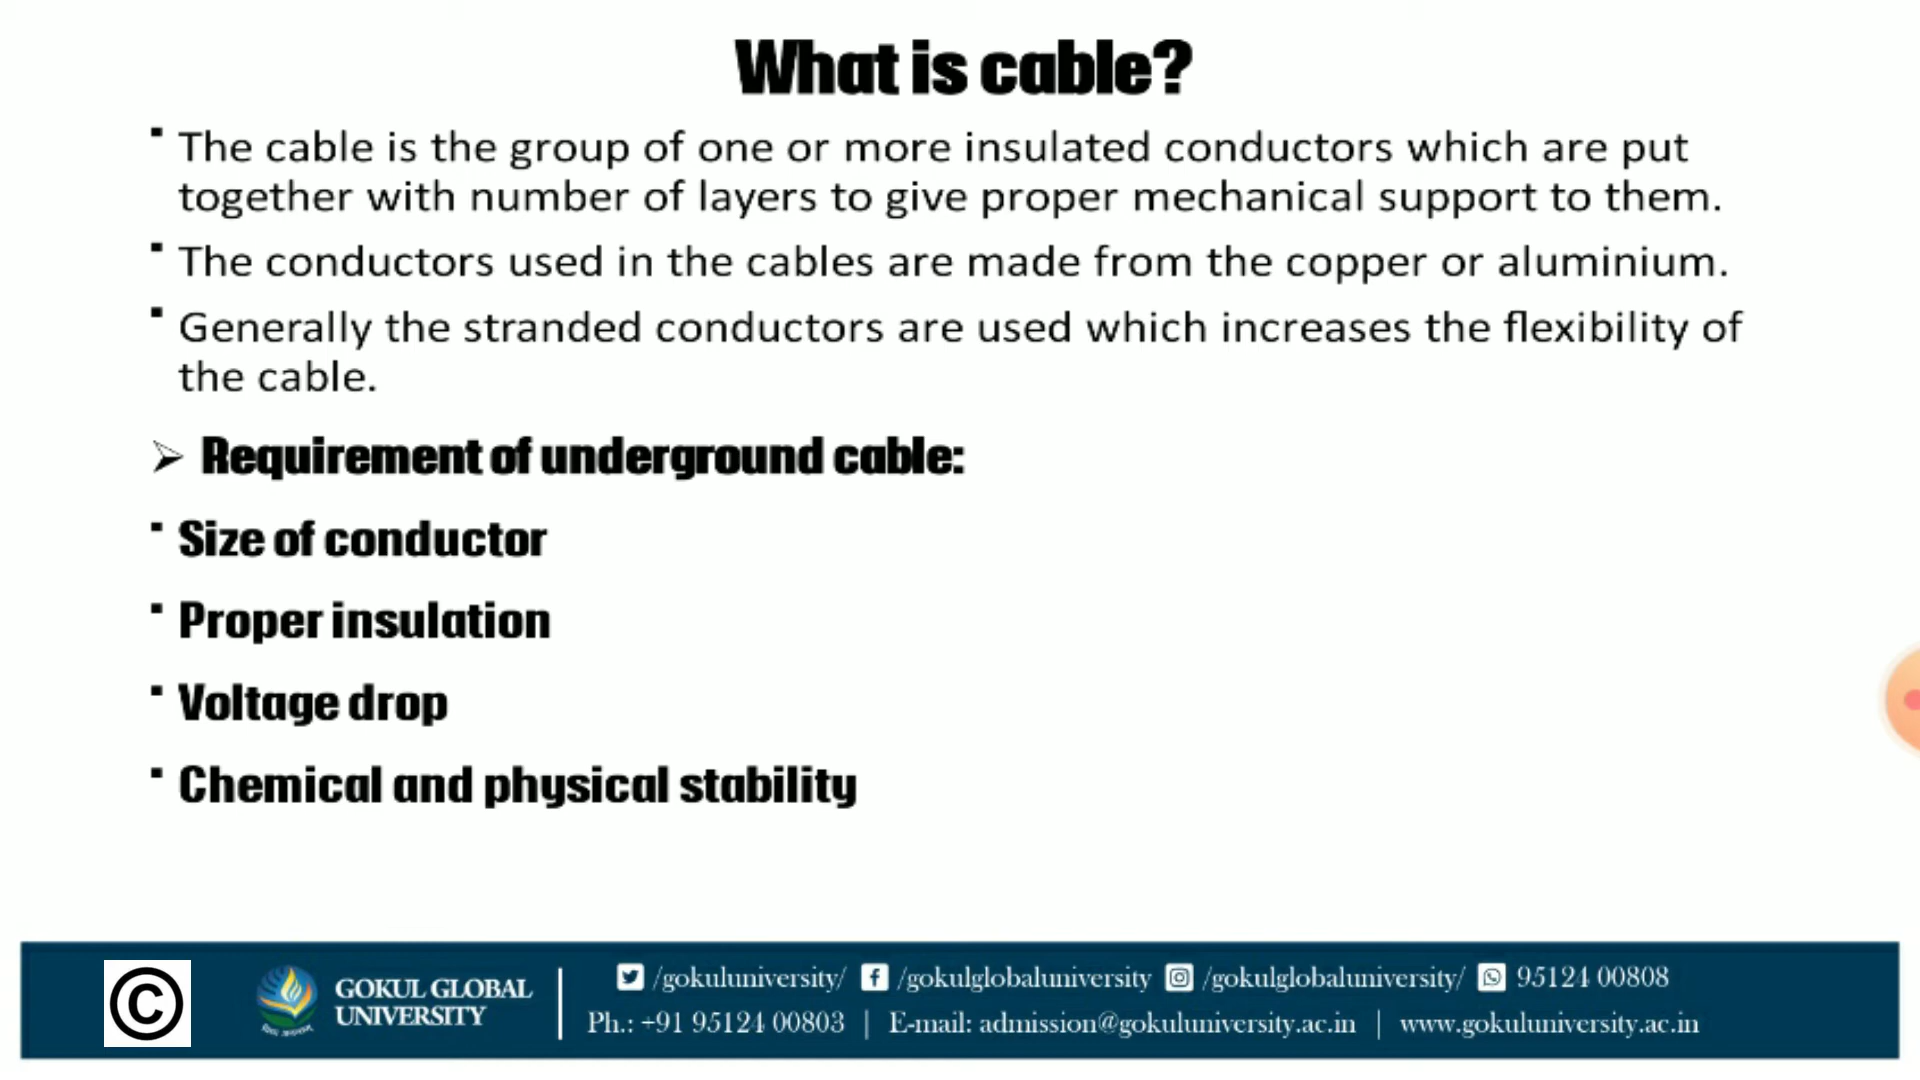 What is cable?
▪ The cable is the group of one or more insulated conductors which are put
together with number of layers to give proper mechanical support to them.
▪ The conductors used in the cables are made from the copper or aluminium.
▪ Generally the stranded conductors are used which increases the flexibility of
the cable.
➢ Requirement of underground cable:
▪ Size of conductor
▪ Proper insulation
▪ Voltage drop
▪ Chemical and physical stability
©
GOKUL GLOBAL
UNIVERSITY
/gokuluniversity/ /gokulglobaluniversity /gokulglobaluniversity/ 95124 00808
Ph.: +91 95124 00803 | E-mail: admission@gokuluniversity.ac.in | www.gokuluniversity.ac.in